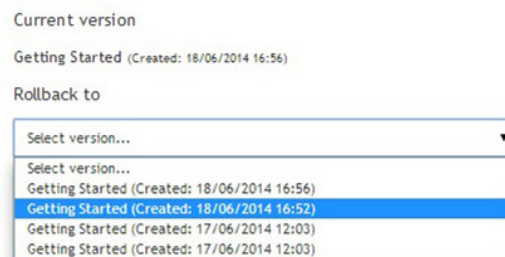 Current version
Getting Started (Created: 18/06/2014 16:56)
Rollback to
Select version...
Select version...
Getting Started (Created: 18/06/2014 16:56)
Getting Started (Created: 18/06/2014 16:52)
Getting Started (Created: 17/06/2014 12:03)
Getting Started (Created: 17/06/2014 12:03)